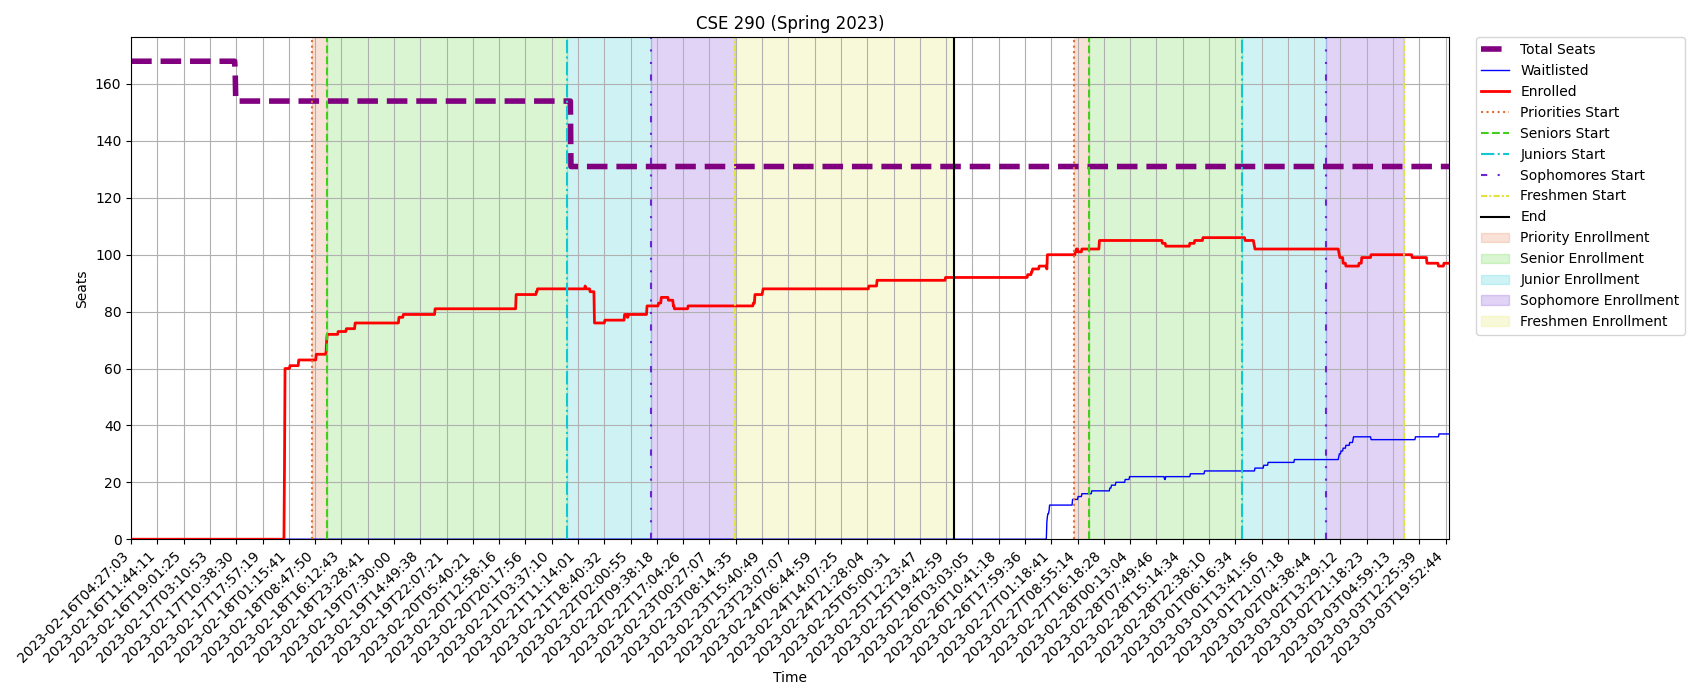 CSE 290 (Spring 2023)
Seats
160
140
120
100
80
60
40
20
0
2023-02-16T04:27:03
2023-02-16T11:44:11
2023-02-16T19:01:25
2023-02-17T03:10:53
2023-02-17T10:38:30
2023-02-17T17:57:19
2023-02-18T01:15:41
2023-02-18T08:47:50
2023-02-18T16:12:43
2023-02-18T23:28:41
2023-02-19T07:30:00
2023-02-19T14:49:38
2023-02-19T22:07:21
2023-02-20T05:40:21
2023-02-20T12:58:16
2023-02-20T20:17:56
2023-02-21T03:37:10
2023-02-21T11:14:01
2023-02-21T18:40:32
2023-02-22T02:00:55
2023-02-22T09:38:18
2023-02-22T17:04:26
2023-02-23T00:27:07
2023-02-23T08:14:35
2023-02-23T15:40:49
2023-02-23T23:07:07
2023-02-24T06:44:59
2023-02-24T14:07:25
2023-02-24T21:28:04
2023-02-25T05:00:31
2023-02-25T12:23:47
2023-02-25T19:42:59
2023-02-26T03:03:05
2023-02-26T10:41:18
2023-02-26T17:59:36
2023-02-27T01:18:41
2023-02-27T08:55:14
2023-02-27T16:18:28
2023-02-28T00:13:04
2023-02-28T07:49:46
2023-02-28T15:14:34
2023-02-28T22:38:10
2023-03-01T06:16:34
2023-03-01T13:41:56
2023-03-01T21:07:18
2023-03-02T04:38:44
2023-03-02T13:29:12
2023-03-02T21:18:23
2023-03-03T04:59:13
2023-03-03T12:25:39
2023-03-03T19:52:44
Time
Total Seats
Waitlisted
Enrolled
Priorities Start
Seniors Start
Juniors Start
Sophomores Start
Freshmen Start
End
Priority Enrollment
Senior Enrollment
Junior Enrollment
Sophomore Enrollment
Freshmen Enrollment